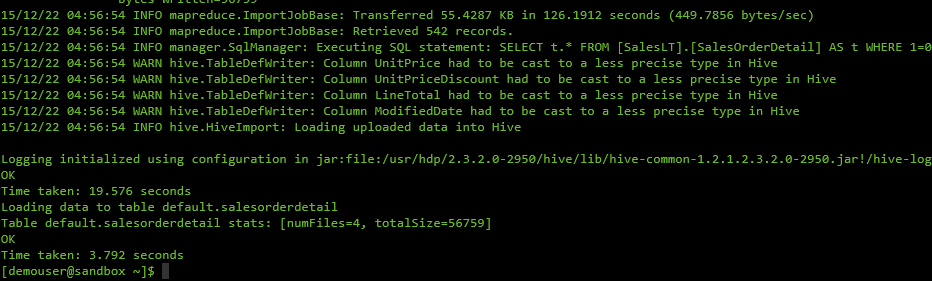 Bytes Written=56759
15/12/22 04:56:54 INFO mapreduce.ImportJobBase: Transferred 55.4287 KB in 126.1912 seconds (449.7856 bytes/sec)
15/12/22 04:56:54 INFO mapreduce.ImportJobBase: Retrieved 542 records.
15/12/22 04:56:54 INFO manager.SqlManager: Executing SQL statement: SELECT t.* FROM [SalesLT].[SalesOrderDetail] AS t WHERE 1=0
15/12/22 04:56:54 WARN hive.TableDefWriter: Column UnitPrice had to be cast to a less precise type in Hive
15/12/22 04:56:54 WARN hive.TableDefWriter: Column UnitPriceDiscount had to be cast to a less precise type in Hive
15/12/22 04:56:54 WARN hive.TableDefWriter: Column LineTotal had to be cast to a less precise type in Hive
15/12/22 04:56:54 WARN hive.TableDefWriter: Column ModifiedDate had to be cast to a less precise type in Hive
15/12/22 04:56:54 INFO hive.HiveImport: Loading uploaded data into Hive
Logging initialized using configuration in jar:file:/usr/hdp/2.3.2.0-2950/hive/lib/hive-common-1.2.1.2.3.2.0-2950.jar!/hive-log
OK
Time taken: 19.576 seconds
Loading data to table default.salesorderdetail
Table default.salesorderdetail stats: [numFiles=4, totalSize=56759]
OK
Time taken: 3.792 seconds
[demouser@sandbox ~]$